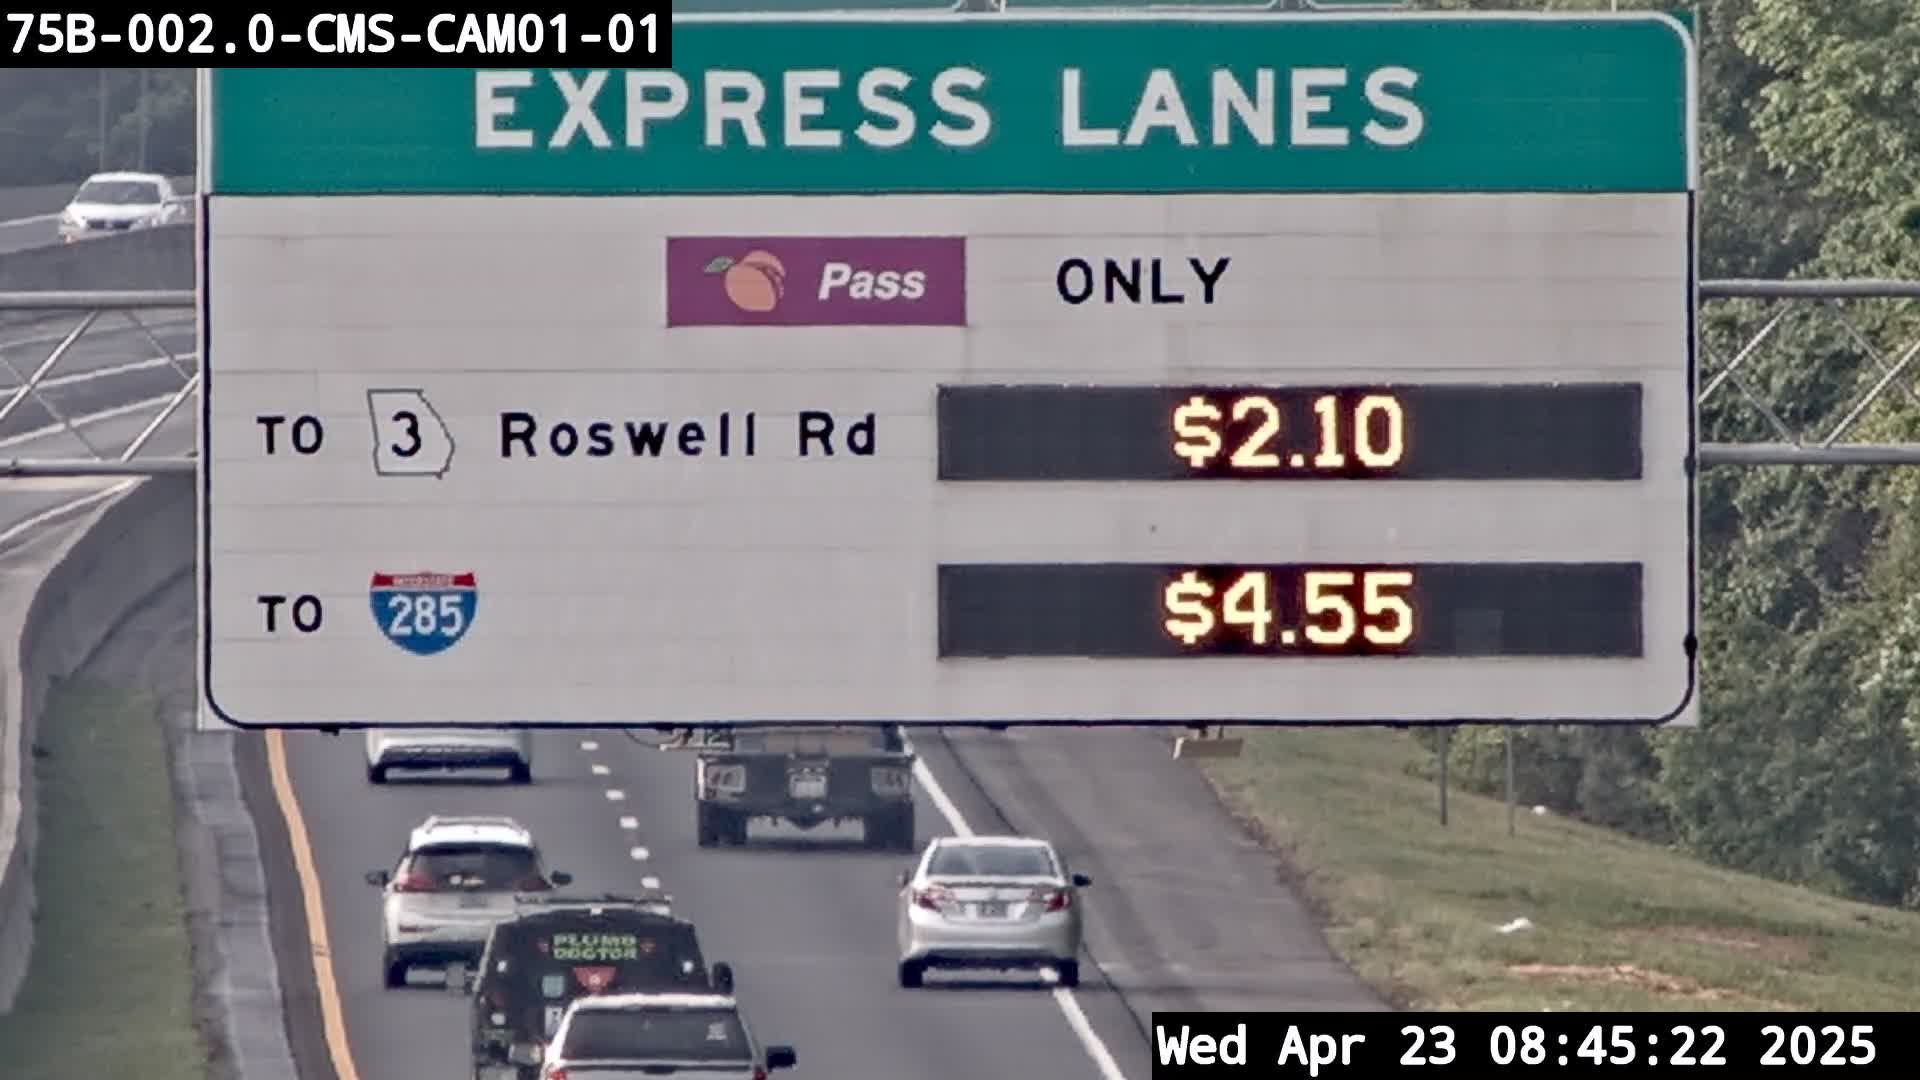 75B-002.0-CMS-CAM01-01
EXPRESS LANES
Pass ONLY
TO 3 Roswell Rd $2.10
TO INTERSTATE 285 $4.55
PLUMB
DOCTOR
Wed Apr 23 08:45:22 2025